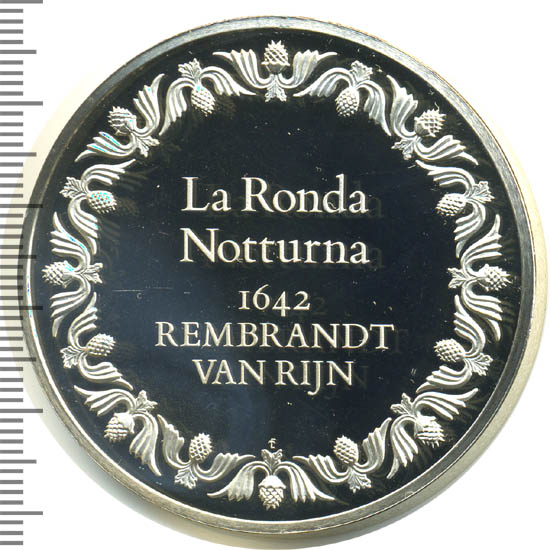 La Ronda
Notturna
1642
REMBRANDT
VAN RIJN